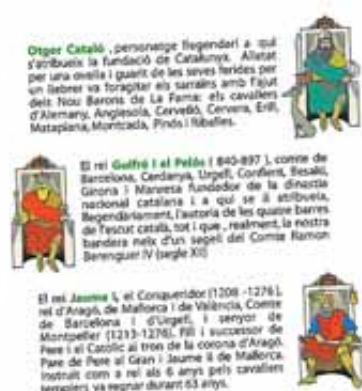 Otger Cataló , personatge llegendari a qui
s'atribueix la fundació de Catalunya. Alletat
per una ovella i guarit de les seves ferides per
un llebrer va foragitar els sarraïns amb l'ajut
dels Nou Barons de La Fama: els cavallers
d'Alemany, Anglesola, Cervelló, Cervera, Erill,
Mataplana, Montcada, Pinós i Ribelles.
El rei Guifré I el Pelós ( 840-897 ), comte de
Barcelona, Cerdanya, Urgell, Conflent, Besalú,
Girona i Manresa fundador de la dinastia
nacional catalana i a qui se li atribueix,
llegendàriament, l'autoria de les quatre barres
de l'escut català, tot i que , realment, la nostra
bandera neix d'un sagell del Comte Ramon
Berenguer IV (segle XII)
El rei Jaume I, el Conqueridor (1208 -1276 ),
rei d'Aragó, de Mallorca i de València, Comte
de Barcelona i d'Urgell, i senyor de
Montpeller (1213-1276). Fill i successor de
Pere I el Catòlic al tron de la corona d'Aragó.
Pare de Pere el Gran i Jaume II de Mallorca.
Instruït com a rei als 6 anys pels cavallers
templers, va regnar durant 63 anys.